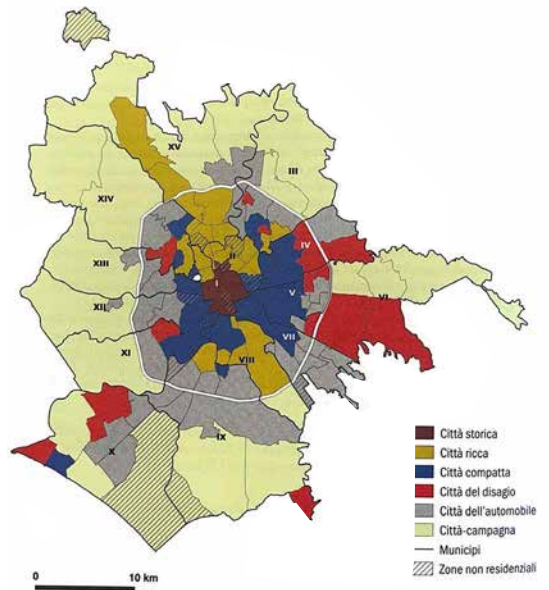 XV
III
XIV
IV
II
XIII
I
V
VI
XII
VII
XI
VIII
IX
X
Città storica
Città ricca
Città compatta
Città del disagio
Città dell'automobile
Città-campagna
Municipi
Zone non residenziali
0 10 km